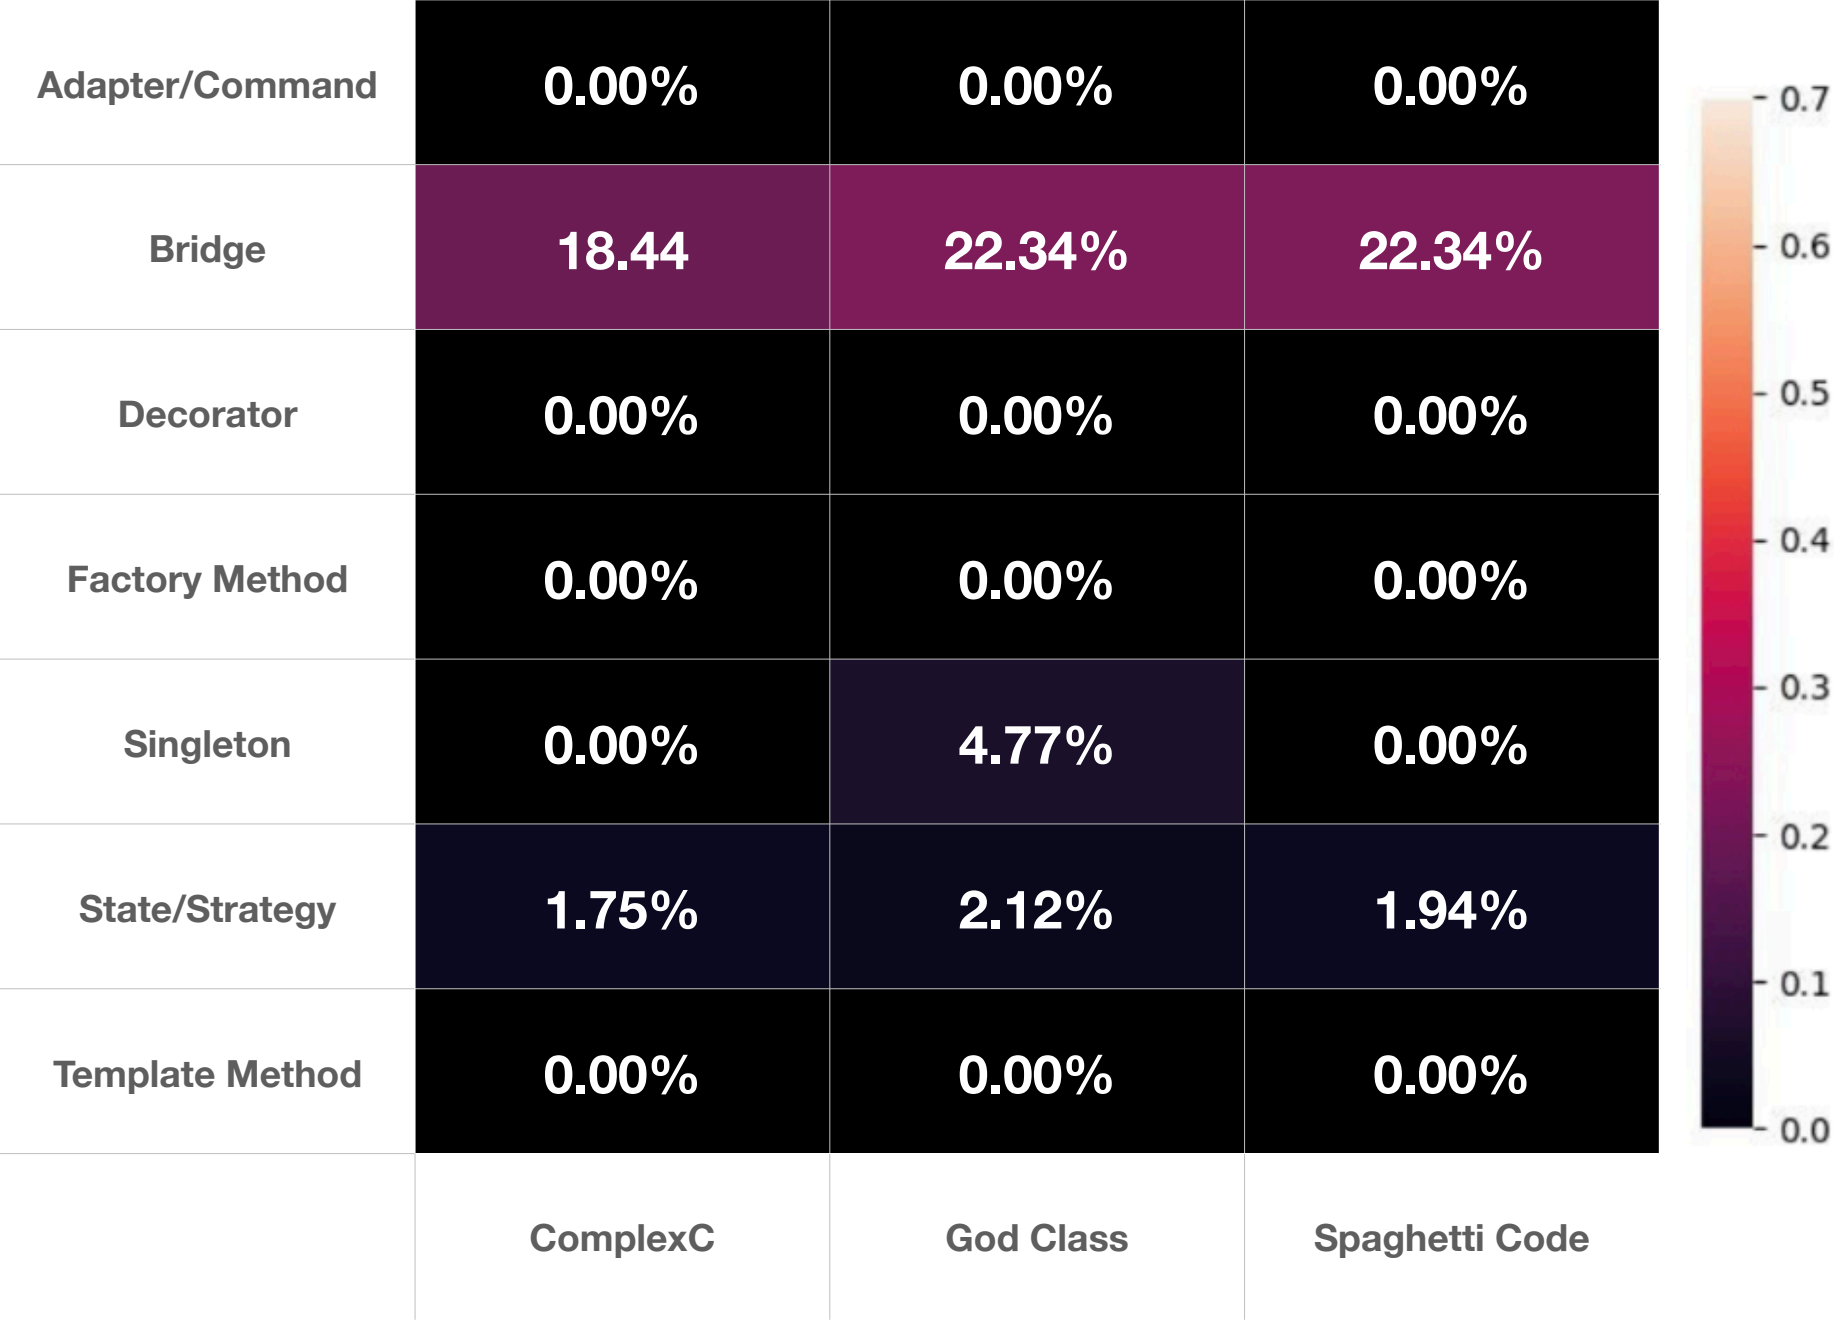 Adapter/Command 0.00% 0.00% 0.00%
Bridge 18.44 22.34% 22.34%
Decorator 0.00% 0.00% 0.00%
Factory Method 0.00% 0.00% 0.00%
Singleton 0.00% 4.77% 0.00%
State/Strategy 1.75% 2.12% 1.94%
Template Method 0.00% 0.00% 0.00%
ComplexC God Class Spaghetti Code
0.7
0.6
0.5
0.4
0.3
0.2
0.1
0.0